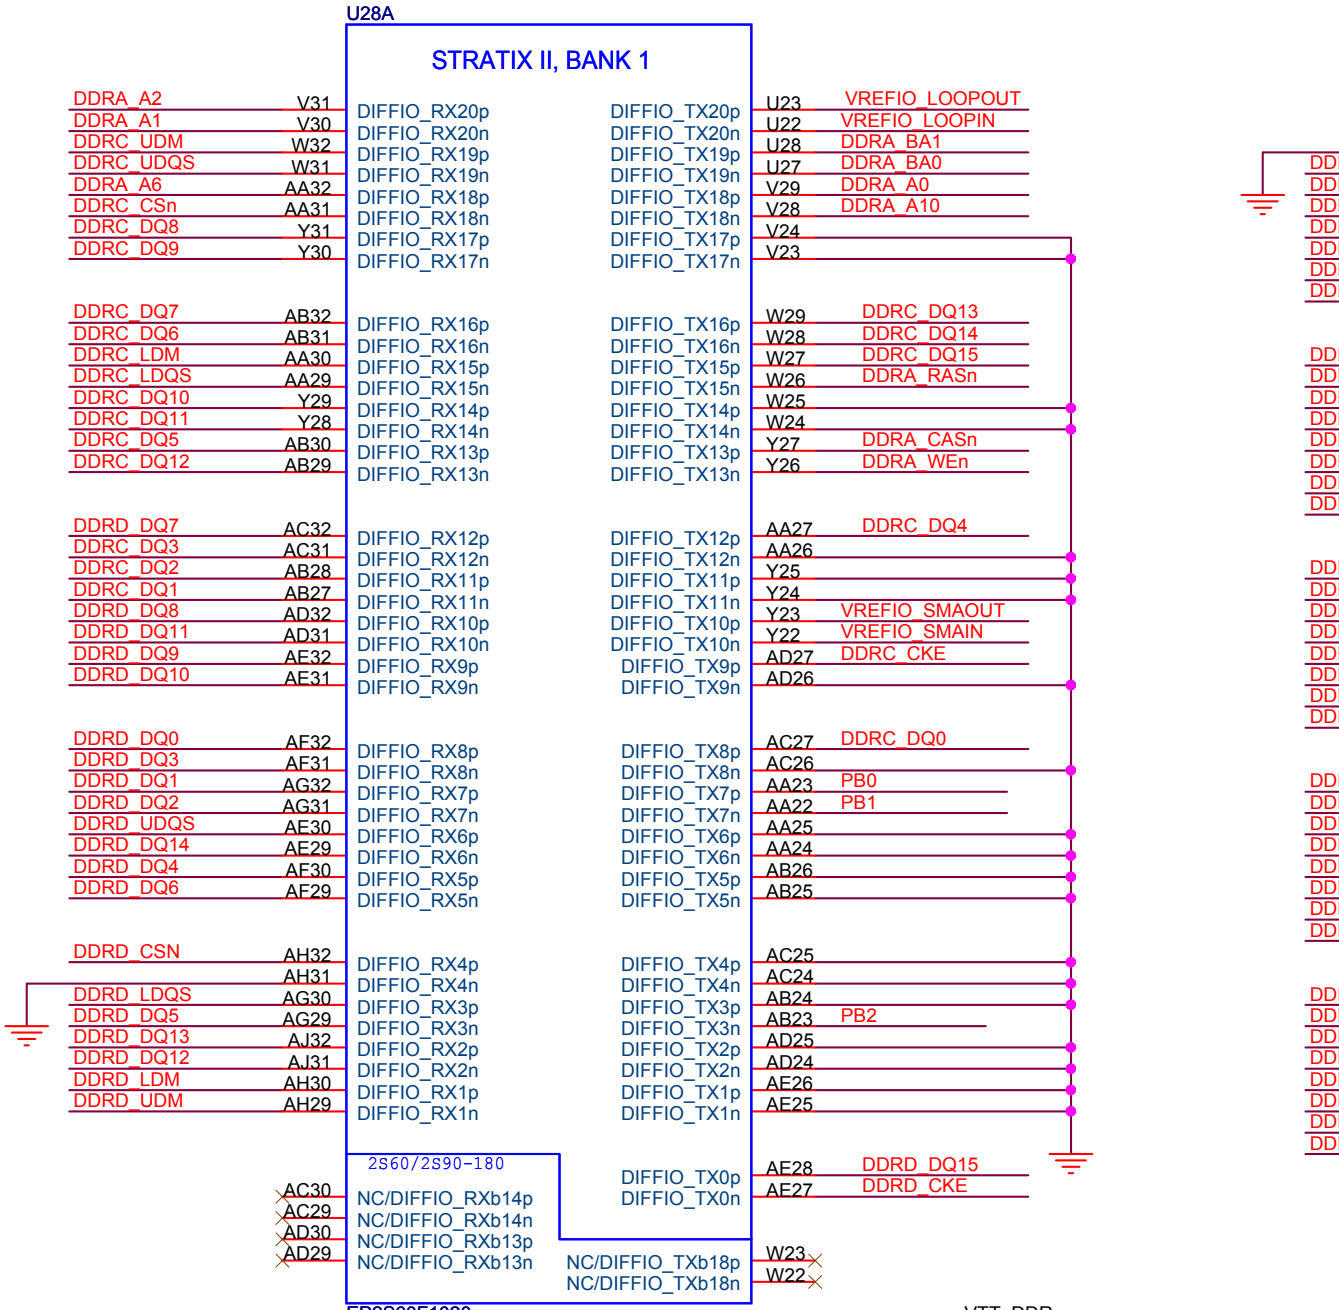 U28A
STRATIX II, BANK 1
DDRA_A2 V31 DIFFIO_RX20p DIFFIO_TX20p U23 VREFIO_LOOPOUT
DDRA_A1 V30 DIFFIO_RX20n DIFFIO_TX20n U22 VREFIO_LOOPIN
DDRC_UDM W32 DIFFIO_RX19p DIFFIO_TX19p U28 DDRA_BA1
DDRC_UDQS W31 DIFFIO_RX19n DIFFIO_TX19n U27 DDRA_BA0
DDRA_A6 AA32 DIFFIO_RX18p DIFFIO_TX18p V29 DDRA_A0
DDRC_CSn AA31 DIFFIO_RX18n DIFFIO_TX18n V28 DDRA_A10
DDRC_DQ8 Y31 DIFFIO_RX17p DIFFIO_TX17p V24
DDRC_DQ9 Y30 DIFFIO_RX17n DIFFIO_TX17n V23
DDRC_DQ7 AB32 DIFFIO_RX16p DIFFIO_TX16p W29 DDRC_DQ13
DDRC_DQ6 AB31 DIFFIO_RX16n DIFFIO_TX16n W28 DDRC_DQ14
DDRC_LDM AA30 DIFFIO_RX15p DIFFIO_TX15p W27 DDRC_DQ15
DDRC_LDQS AA29 DIFFIO_RX15n DIFFIO_TX15n W26 DDRA_RASn
DDRC_DQ10 Y29 DIFFIO_RX14p DIFFIO_TX14p W25
DDRC_DQ11 Y28 DIFFIO_RX14n DIFFIO_TX14n W24
DDRC_DQ5 AB30 DIFFIO_RX13p DIFFIO_TX13p Y27 DDRA_CASn
DDRC_DQ12 AB29 DIFFIO_RX13n DIFFIO_TX13n Y26 DDRA_WEn
DDRD_DQ7 AC32 DIFFIO_RX12p DIFFIO_TX12p AA27 DDRC_DQ4
DDRC_DQ3 AC31 DIFFIO_RX12n DIFFIO_TX12n AA26
DDRC_DQ2 AB28 DIFFIO_RX11p DIFFIO_TX11p Y25
DDRC_DQ1 AB27 DIFFIO_RX11n DIFFIO_TX11n Y24
DDRD_DQ8 AD32 DIFFIO_RX10p DIFFIO_TX10p Y23 VREFIO_SMAOUT
DDRD_DQ11 AD31 DIFFIO_RX10n DIFFIO_TX10n Y22 VREFIO_SMAIN
DDRD_DQ9 AE32 DIFFIO_RX9p DIFFIO_TX9p AD27 DDRC_CKE
DDRD_DQ10 AE31 DIFFIO_RX9n DIFFIO_TX9n AD26
DDRD_DQ0 AF32 DIFFIO_RX8p DIFFIO_TX8p AC27 DDRC_DQ0
DDRD_DQ3 AF31 DIFFIO_RX8n DIFFIO_TX8n AC26
DDRD_DQ1 AG32 DIFFIO_RX7p DIFFIO_TX7p AA23 PB0
DDRD_DQ2 AG31 DIFFIO_RX7n DIFFIO_TX7n AA22 PB1
DDRD_UDQS AE30 DIFFIO_RX6p DIFFIO_TX6p AA25
DDRD_DQ14 AE29 DIFFIO_RX6n DIFFIO_TX6n AA24
DDRD_DQ4 AF30 DIFFIO_RX5p DIFFIO_TX5p AB26
DDRD_DQ6 AF29 DIFFIO_RX5n DIFFIO_TX5n AB25
DDRD_CSN AH32 DIFFIO_RX4p DIFFIO_TX4p AC25
AH31 DIFFIO_RX4n DIFFIO_TX4n AC24
DDRD_LDQS AG30 DIFFIO_RX3p DIFFIO_TX3p AB24
DDRD_DQ5 AG29 DIFFIO_RX3n DIFFIO_TX3n AB23 PB2
DDRD_DQ13 AJ32 DIFFIO_RX2p DIFFIO_TX2p AD25
DDRD_DQ12 AJ31 DIFFIO_RX2n DIFFIO_TX2n AD24
DDRD_LDM AH30 DIFFIO_RX1p DIFFIO_TX1p AE26
DDRD_UDM AH29 DIFFIO_RX1n DIFFIO_TX1n AE25
2S60/2S90-180
DIFFIO_TX0p AE28 DDRD_DQ15
DIFFIO_TX0n AE27 DDRD_CKE
AC30 NC/DIFFIO_RXb14p
AC29 NC/DIFFIO_RXb14n
AD30 NC/DIFFIO_RXb13p
AD29 NC/DIFFIO_RXb13n
NC/DIFFIO_TXb18p W23
NC/DIFFIO_TXb18n W22